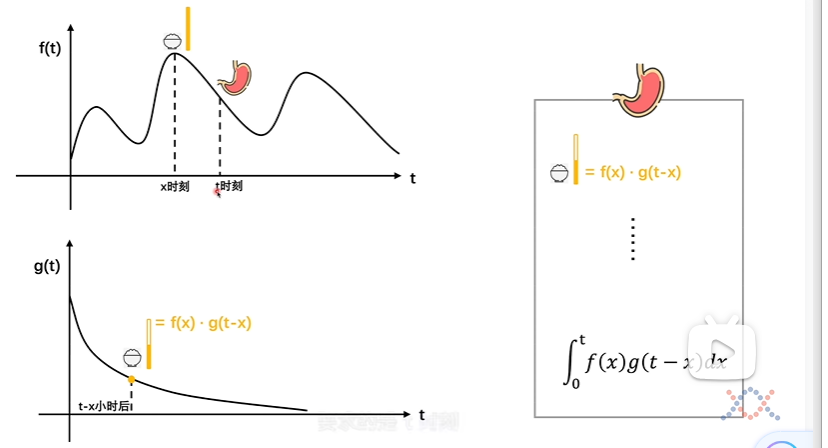 f(t)
x时刻
t时刻
t
g(t)
= f(x) · g(t-x)
t-x小时后
t
= f(x) · g(t-x)
∫₀ᵗ f(x)g(t − x)dx